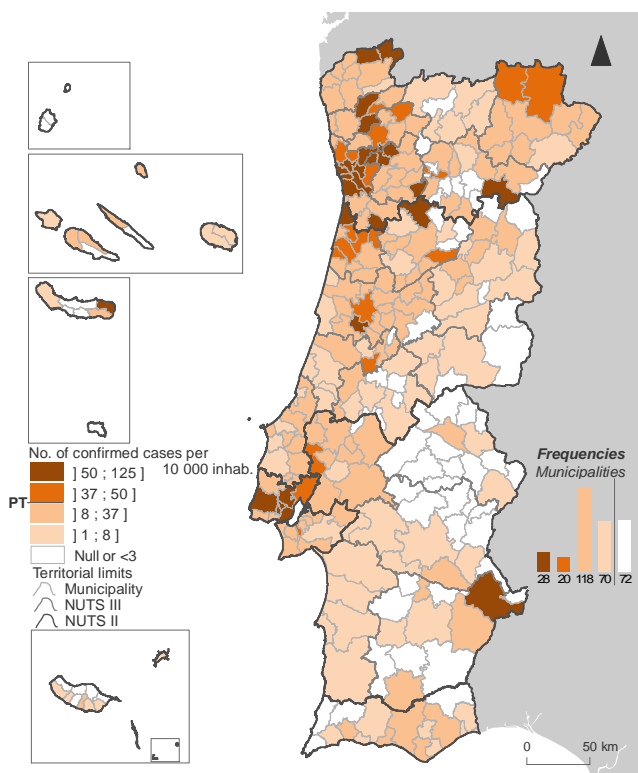 No. of confirmed cases per
10 000 inhab.
] 50 ; 125 ]
] 37 ; 50 ]
PT
] 8 ; 37 ]
] 1 ; 8 ]
Null or <3
Territorial limits
Municipality
NUTS III
NUTS II
Frequencies
Municipalities
28 20 118 70 72
0 50 km